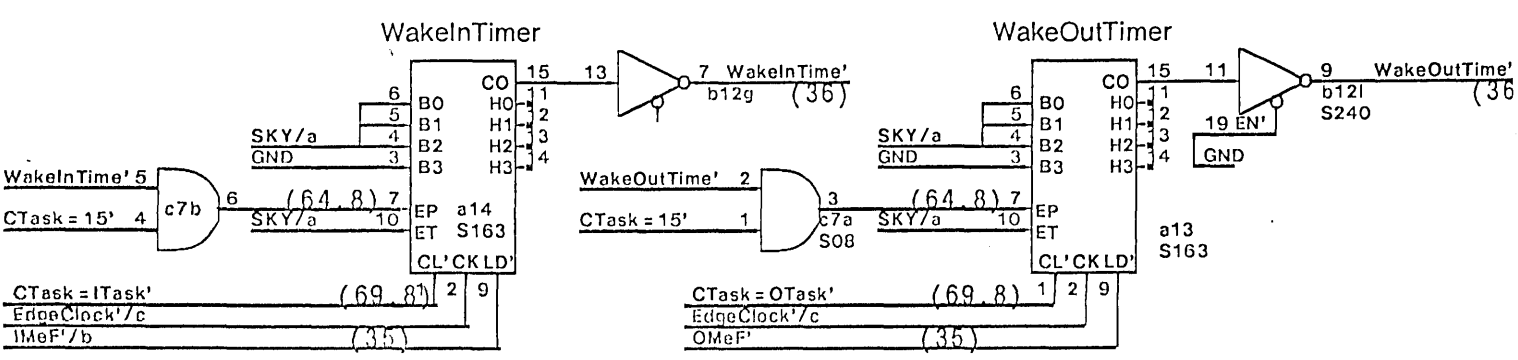 WakeInTimer
WakeOutTimer
CO 15 13 7 WakeInTime'
b12g (36)
6 B0 H0 11
5 B1 H1 2
SKY/a 4 B2 H2 3
GND 3 B3 H3 4
WakeInTime' 5
c7b 6 (64.8) 7 EP a14
CTask = 15' 4 SKY/a 10 ET S163
CL' CK LD'
1 2 9
CTask = ITask' (69.8)
EdgeClock'/c
IMeF'/b (35)
CO 15 11 9 WakeOutTime'
b12l (36
S240
6 B0 H0 11
5 B1 H1 2
SKY/a 4 B2 H2 3
GND 3 B3 H3 4
19 EN'
GND
WakeOutTime' 2
3 (64.8) 7 EP
CTask = 15' 1 c7a SKY/a 10 ET
S08
a13
S163
CL' CK LD'
1 2 9
CTask = OTask' (69.8)
EdgeClock'/c
OMeF' (35)